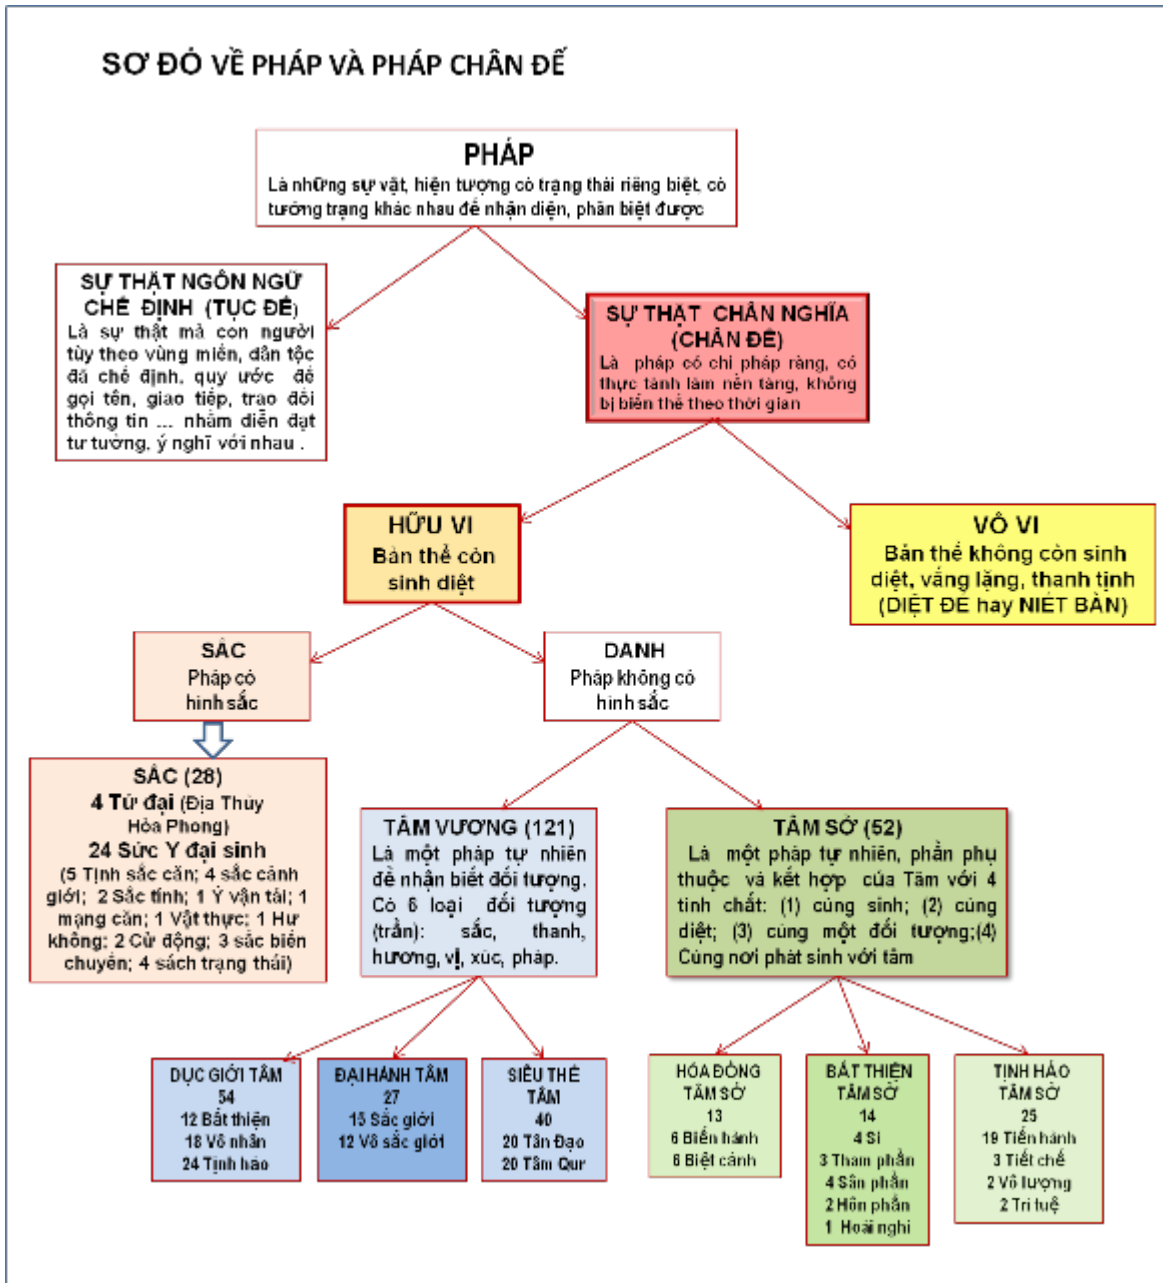 SƠ ĐỒ VỀ PHÁP VÀ PHÁP CHÂN ĐẾ
PHÁP
Là những sự vật, hiện tượng có trạng thái riêng biệt, có
tướng trạng khác nhau để nhận diện, phân biệt được
SỰ THẬT NGÔN NGỮ
CHẾ ĐỊNH (TỤC ĐẾ)
Là sự thật mà con người
tùy theo vùng miền, dân tộc
đã chế định, quy ước để
gọi tên, giao tiếp, trao đổi
thông tin ... nhằm diễn đạt
tư tưởng, ý nghĩ với nhau .
SỰ THẬT CHÂN NGHĨA
(CHÂN ĐẾ)
Là pháp có chi pháp ràng, có
thực tánh làm nền tảng, không
bị biến thể theo thời gian
HỮU VI
Bản thể còn
sinh diệt
VÔ VI
Bản thể không còn sinh
diệt, vắng lặng, thanh tịnh
(DIỆT ĐẾ hay NIẾT BÀN)
SẮC
Pháp có
hình sắc
DANH
Pháp không có
hình sắc
SẮC (28)
4 Tứ đại (Địa Thủy
Hỏa Phong)
24 Sức Y đại sinh
(5 Tịnh sắc căn; 4 sắc cảnh
giới; 2 Sắc tính; 1 Ý vận tải; 1
mạng căn; 1 Vật thực; 1 Hư
không; 2 Cử động; 3 sắc biến
chuyển; 4 sách trạng thái)
TÂM VƯƠNG (121)
Là một pháp tự nhiên
để nhận biết đối tượng.
Có 6 loại đối tượng
(trần): sắc, thanh,
hương, vị, xúc, pháp.
TÂM SỞ (52)
Là một pháp tự nhiên, phần phụ
thuộc và kết hợp của Tâm với 4
tinh chất: (1) cùng sinh; (2) cùng
diệt; (3) cùng một đối tượng;(4)
Cùng nơi phát sinh với tâm
DỤC GIỚI TÂM
54
12 Bất thiện
18 Vô nhân
24 Tịnh hảo
ĐẠI HÀNH TÂM
27
15 Sắc giới
12 Vô sắc giới
SIÊU THẾ
TÂM
40
20 Tân Đạo
20 Tâm Qur
HÓA ĐỒNG
TÂM SỞ
13
6 Biến hành
6 Biệt cảnh
BẤT THIỆN
TÂM SỞ
14
4 Si
3 Tham phần
4 Sân phần
2 Hôn phần
1 Hoài nghi
TỊNH HẢO
TÂM SỞ
25
19 Tiến hành
3 Tiết chế
2 Vô lượng
2 Trí tuệ